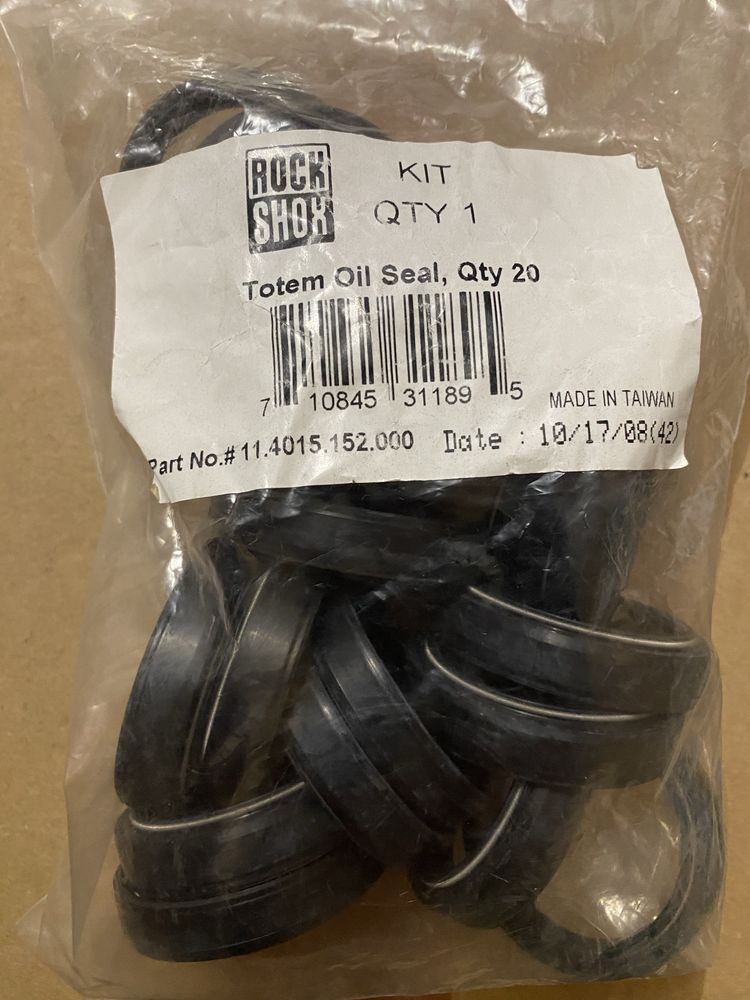 ROCK
SHOX
KIT
QTY 1
Totem Oil Seal, Qty 20
7 10845 31189 5
MADE IN TAIWAN
Part No.# 11.4015.152.000 Date : 10/17/08(42)